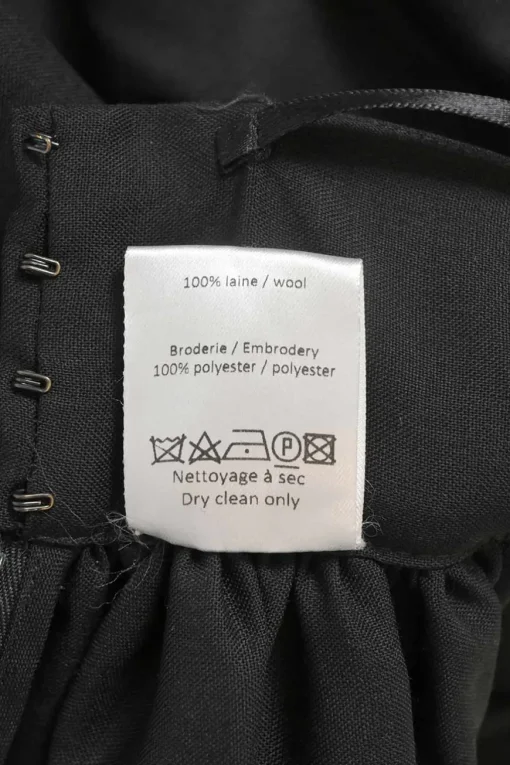 100% laine / wool
Broderie / Embrodery
100% polyester / polyester
P
Nettoyage à sec
Dry clean only